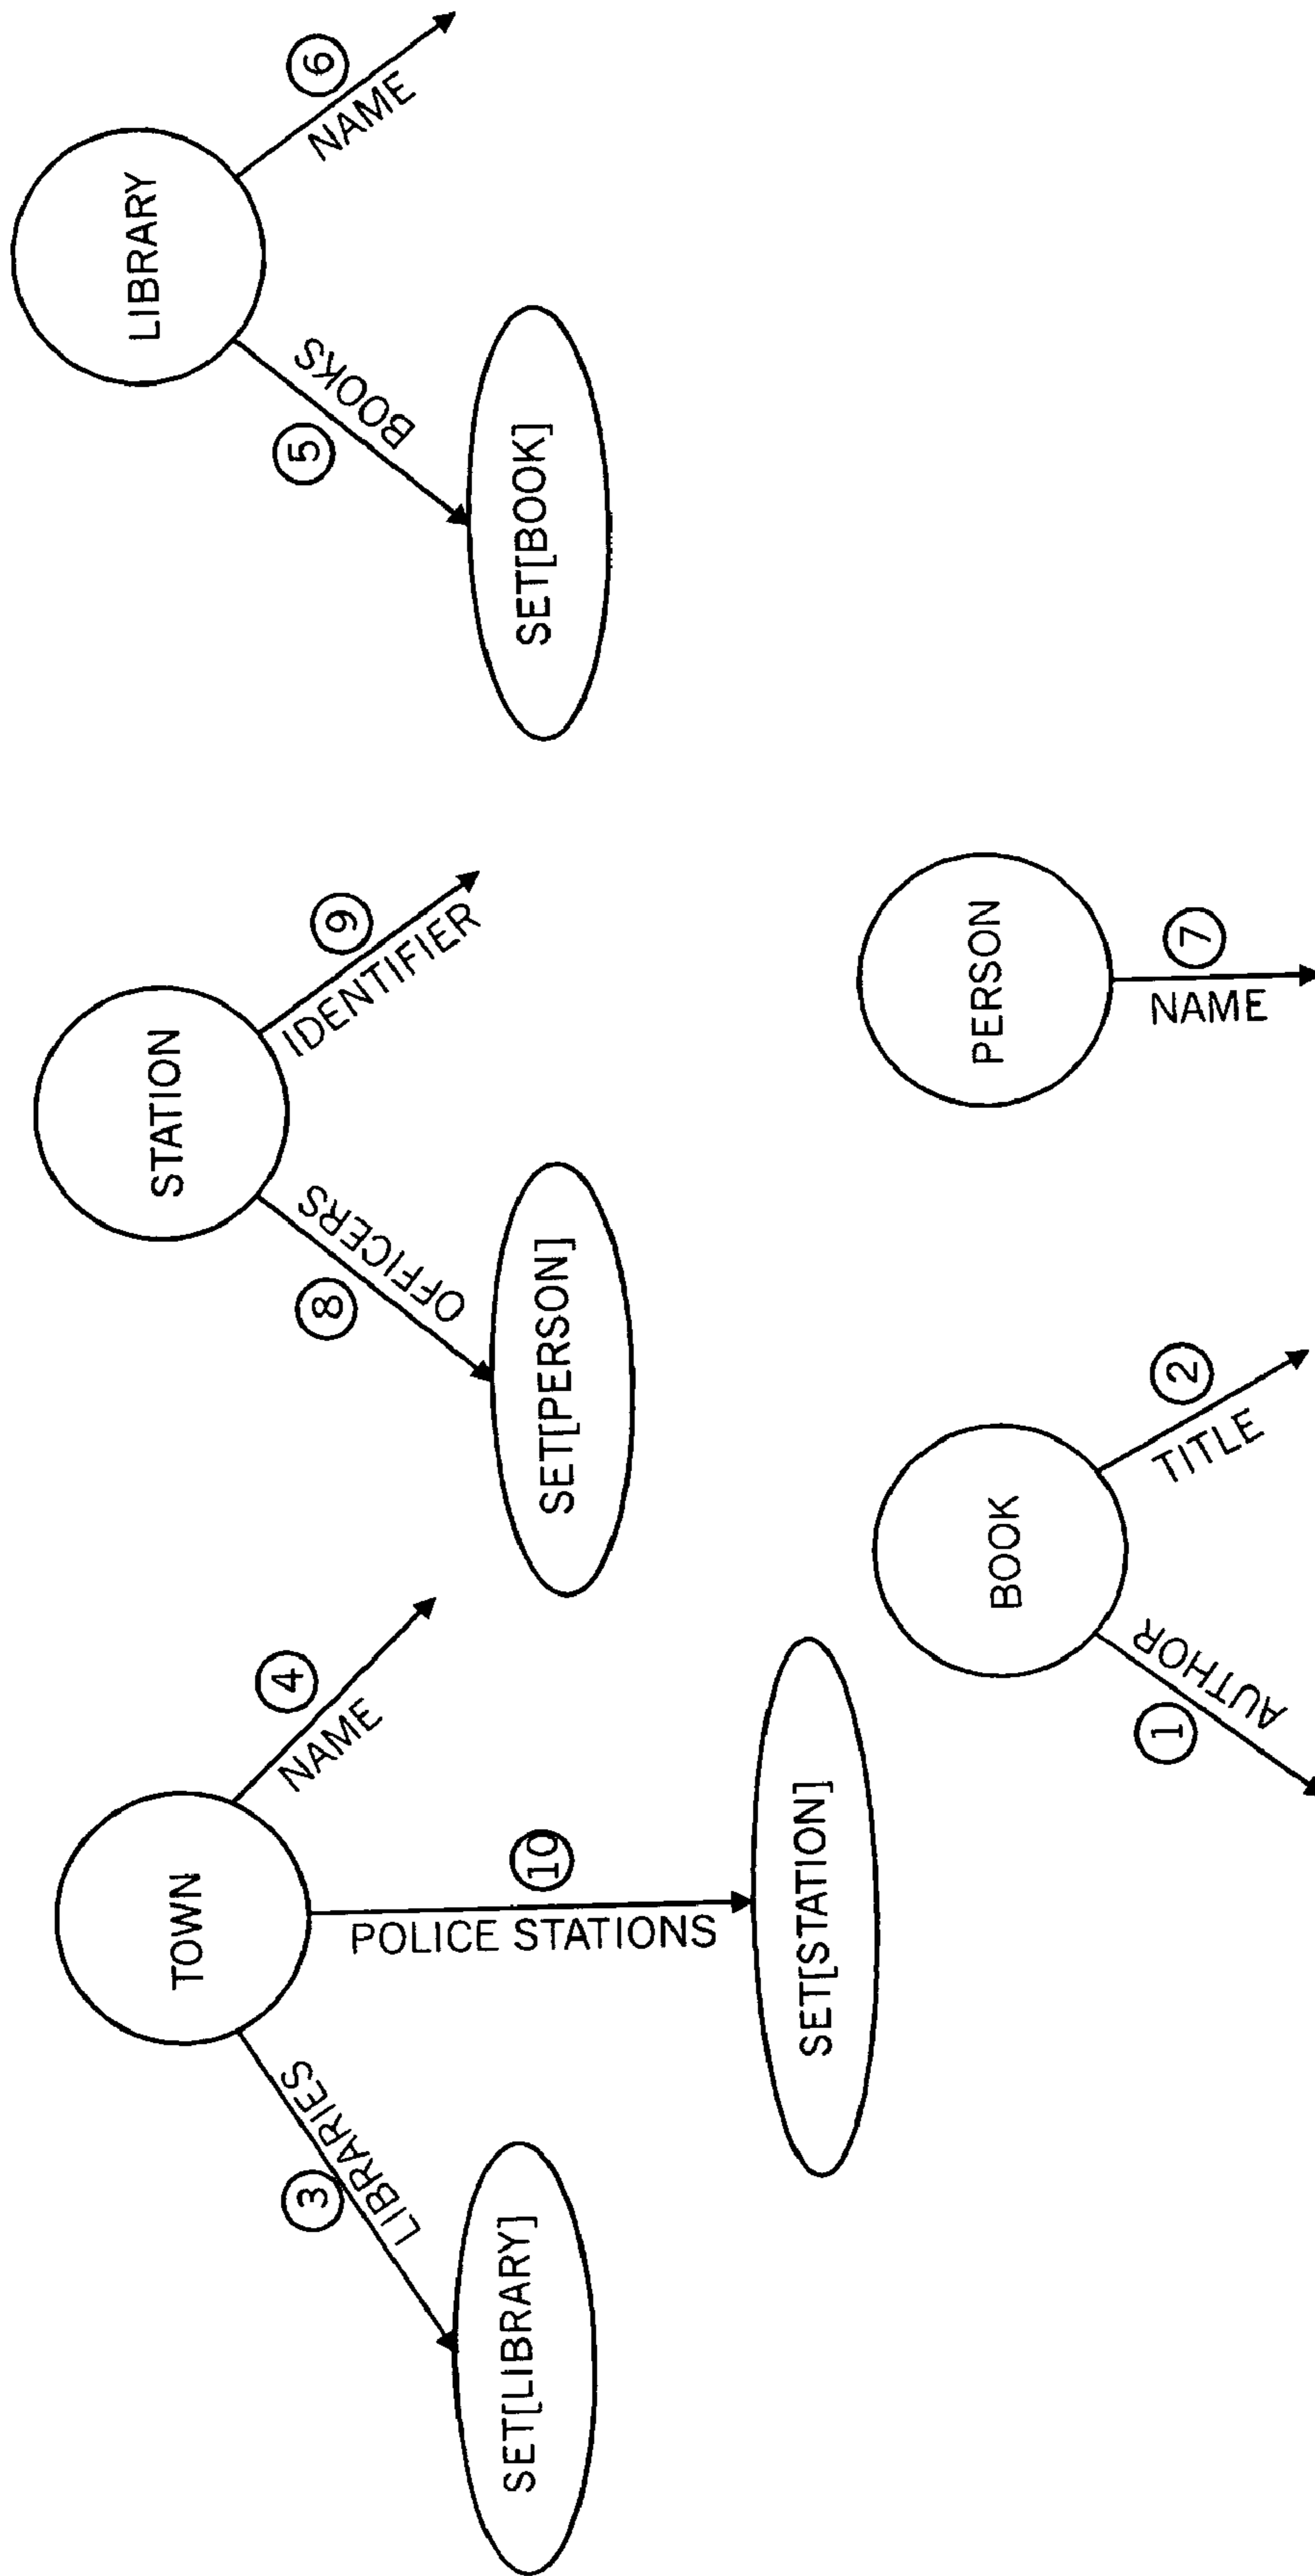 TOWN
3
LIBRARIES
SET[LIBRARY]
10
POLICE STATIONS
SET[STATION]
4
NAME
STATION
8
OFFICERS
SET[PERSON]
9
IDENTIFIER
LIBRARY
5
BOOKS
SET[BOOK]
6
NAME
BOOK
1
AUTHOR
2
TITLE
PERSON
7
NAME